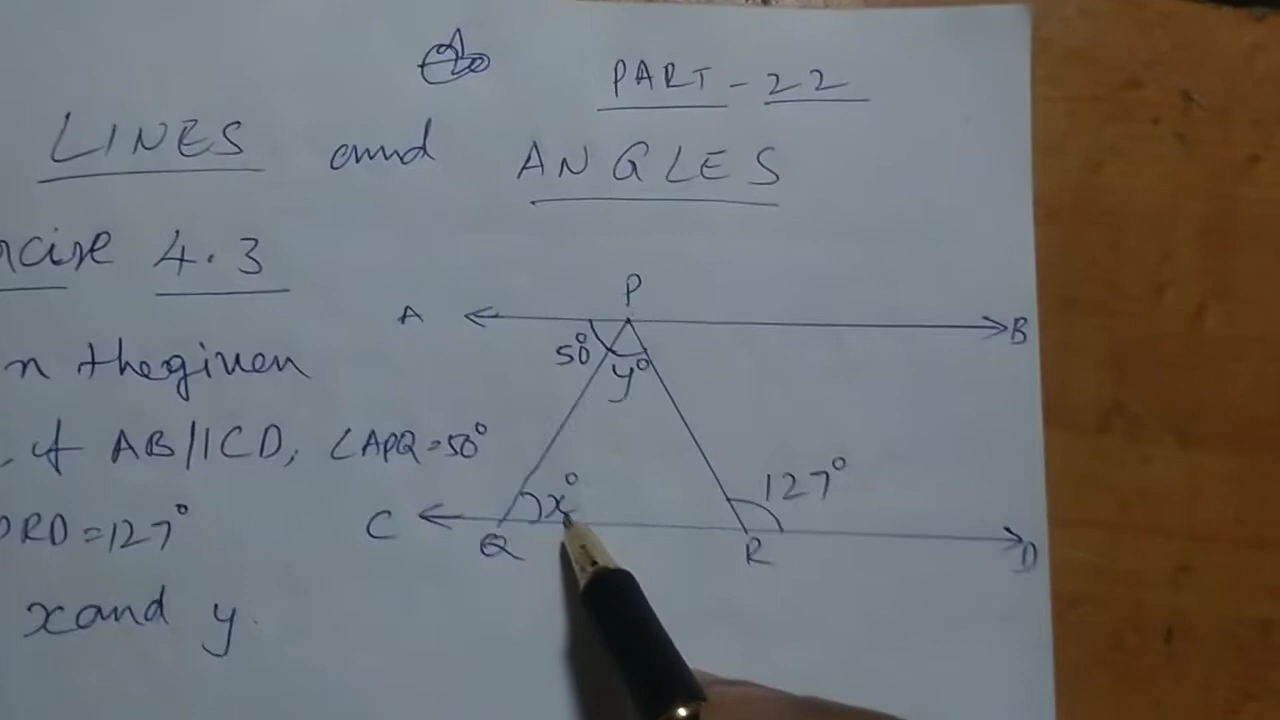 PART-22
LINES and ANGLES
rcise 4.3
n the given
, if AB//CD, ∠APQ=50°
PRD=127°
x and y.
P
A
B
50°
y°
x°
127°
C
Q
R
D